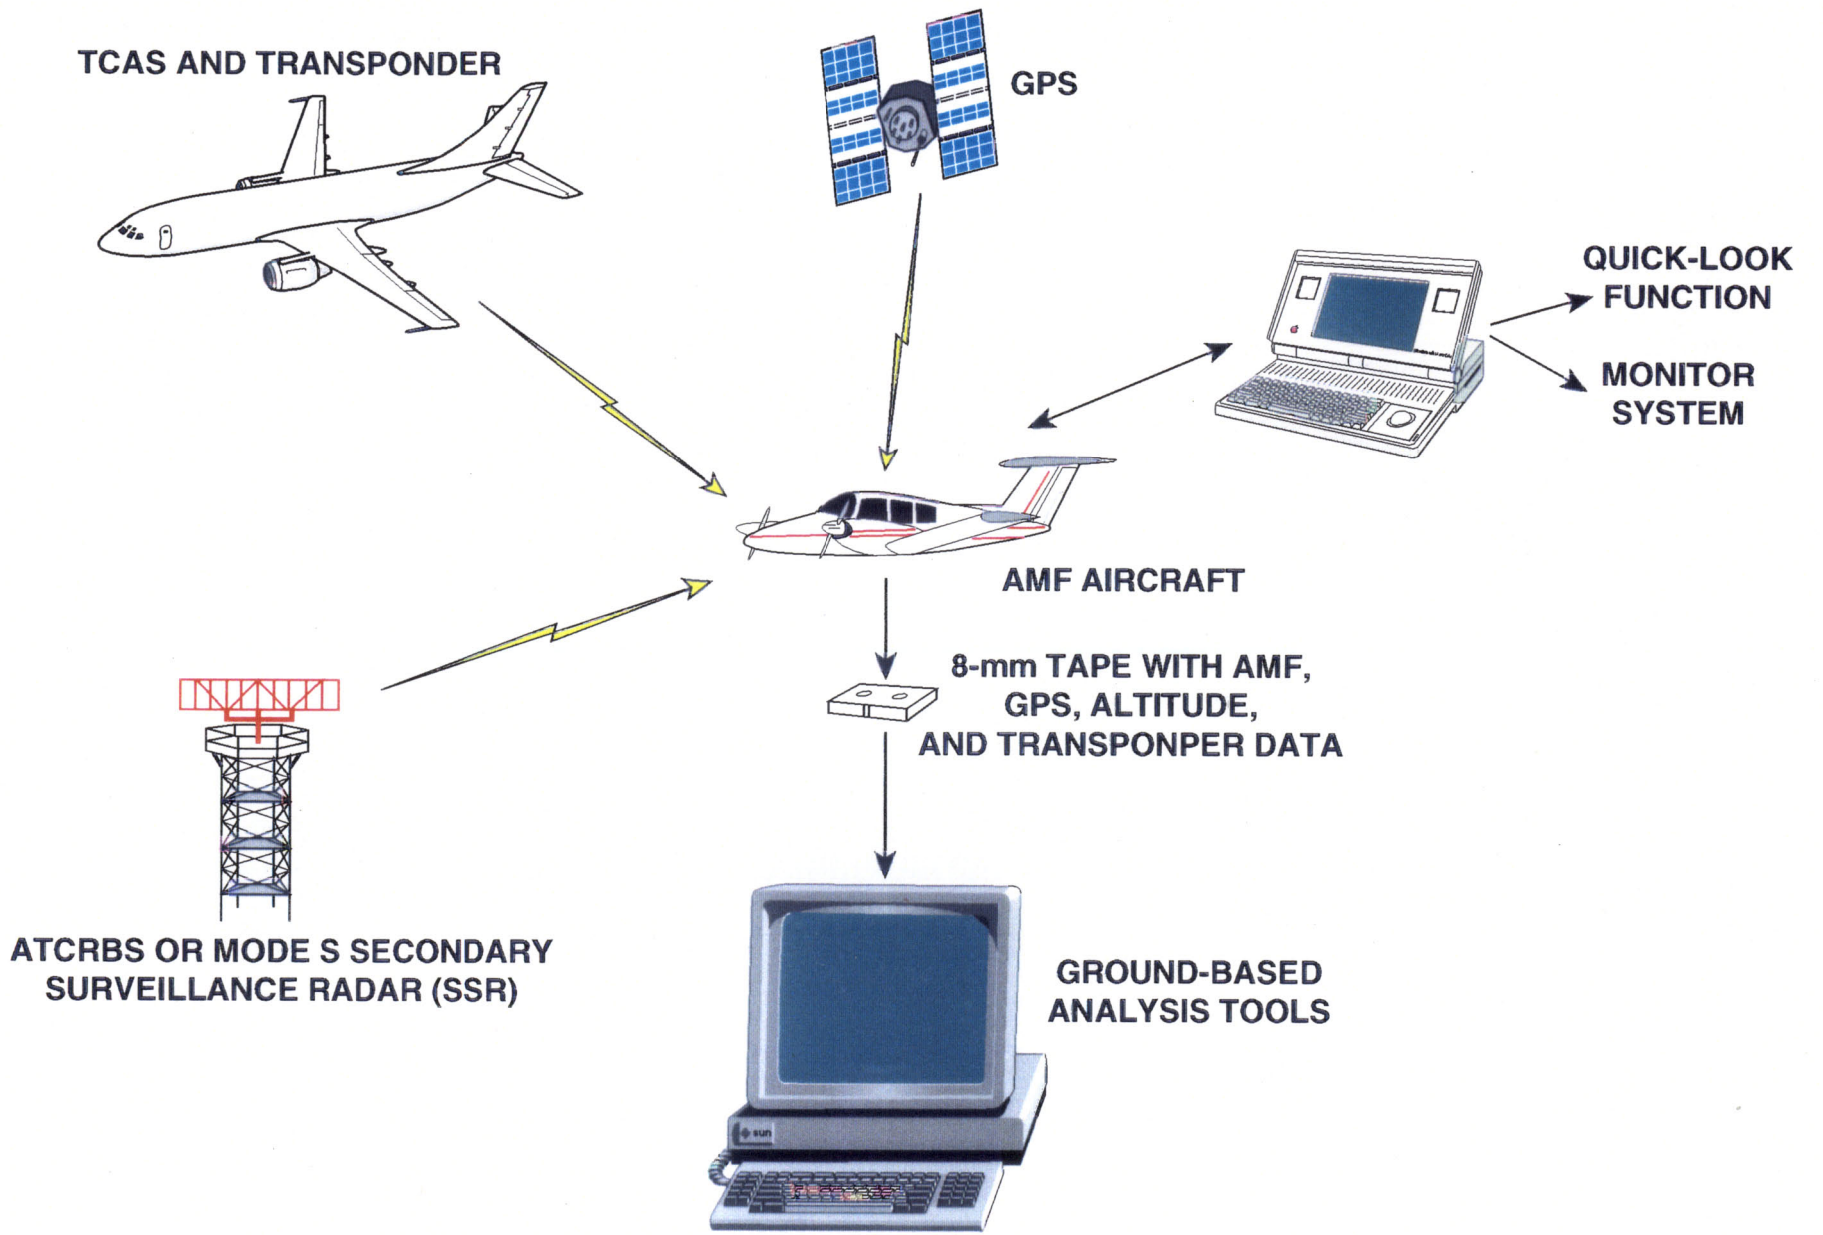 TCAS AND TRANSPONDER
GPS
QUICK-LOOK
FUNCTION
MONITOR
SYSTEM
AMF AIRCRAFT
8-mm TAPE WITH AMF,
GPS, ALTITUDE,
AND TRANSPONPER DATA
ATCRBS OR MODE S SECONDARY
SURVEILLANCE RADAR (SSR)
GROUND-BASED
ANALYSIS TOOLS
sun